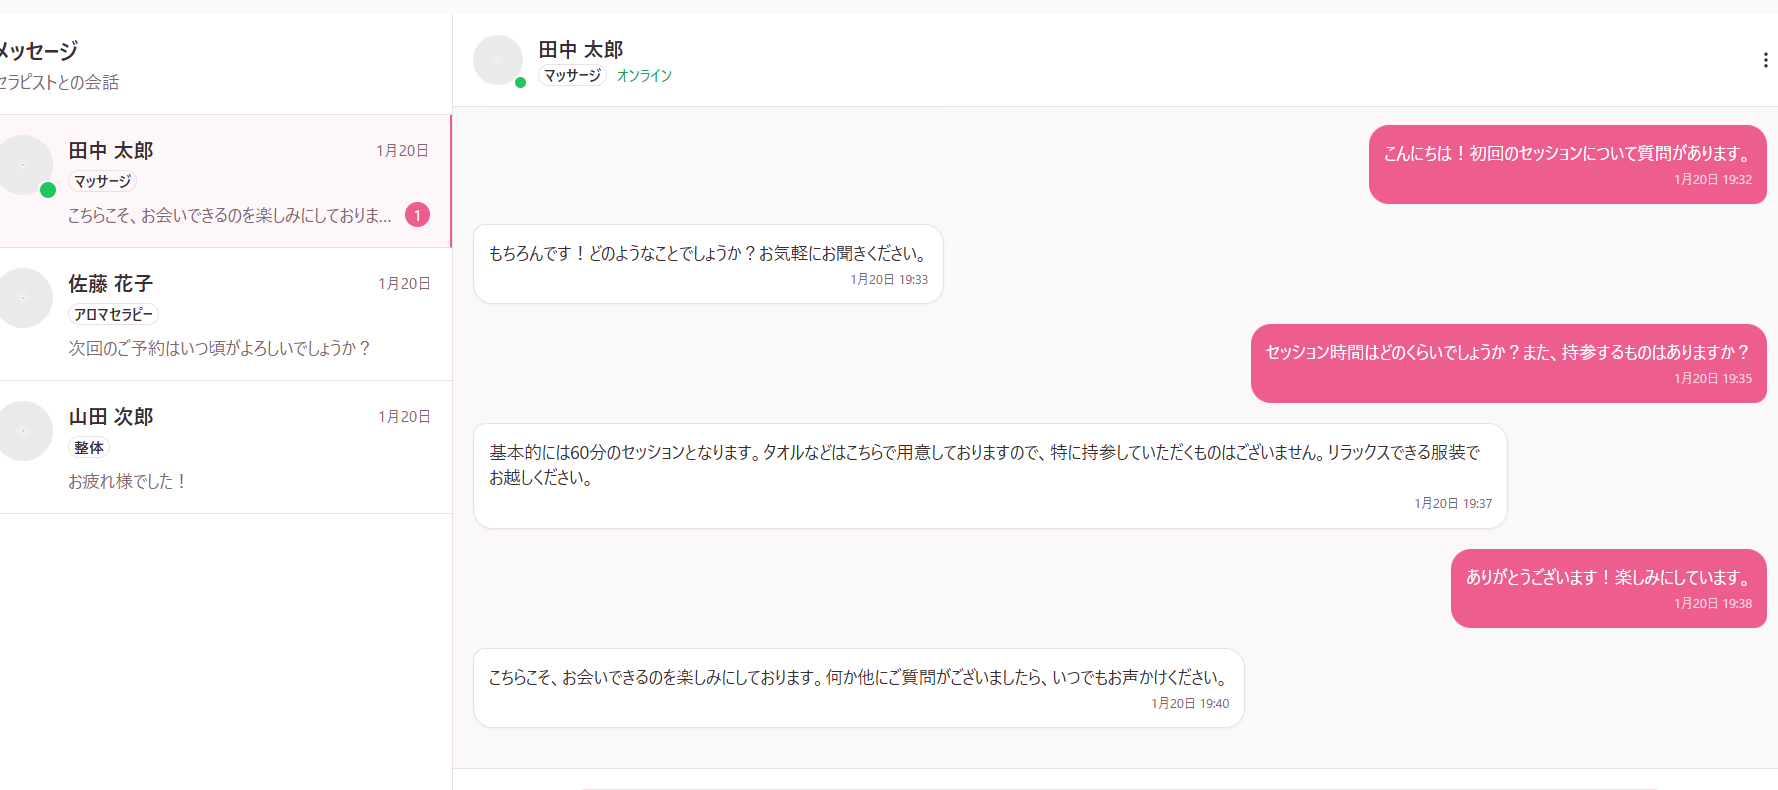 メッセージ
セラピストとの会話
田中 太郎
1月20日
マッサージ
こちらこそ、お会いできるのを楽しみにしておりま...
1
佐藤 花子
1月20日
アロマセラピー
次回のご予約はいつ頃がよろしいでしょうか？
山田 次郎
1月20日
整体
お疲れ様でした！
田中 太郎
マッサージ オンライン
こんにちは！初回のセッションについて質問があります。
1月20日 19:32
もちろんです！どのようなことでしょうか？お気軽にお聞きください。
1月20日 19:33
セッション時間はどのくらいでしょうか？また、持参するものはありますか？
1月20日 19:35
基本的には60分のセッションとなります。タオルなどはこちらで用意しておりますので、特に持参していただくものはございません。リラックスできる服装で
お越しください。
1月20日 19:37
ありがとうございます！楽しみにしています。
1月20日 19:38
こちらこそ、お会いできるのを楽しみにしております。何か他にご質問がございましたら、いつでもお声かけください。
1月20日 19:40